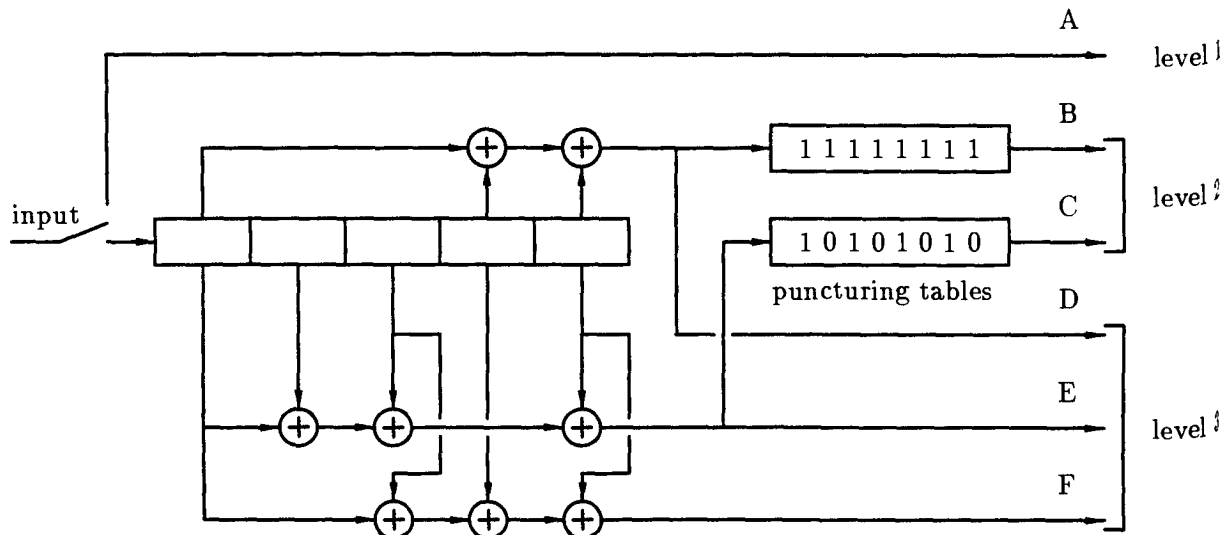 A
level 1
B
1 1 1 1 1 1 1 1
input
level 2
C
1 0 1 0 1 0 1 0
puncturing tables
D
E
level 3
F